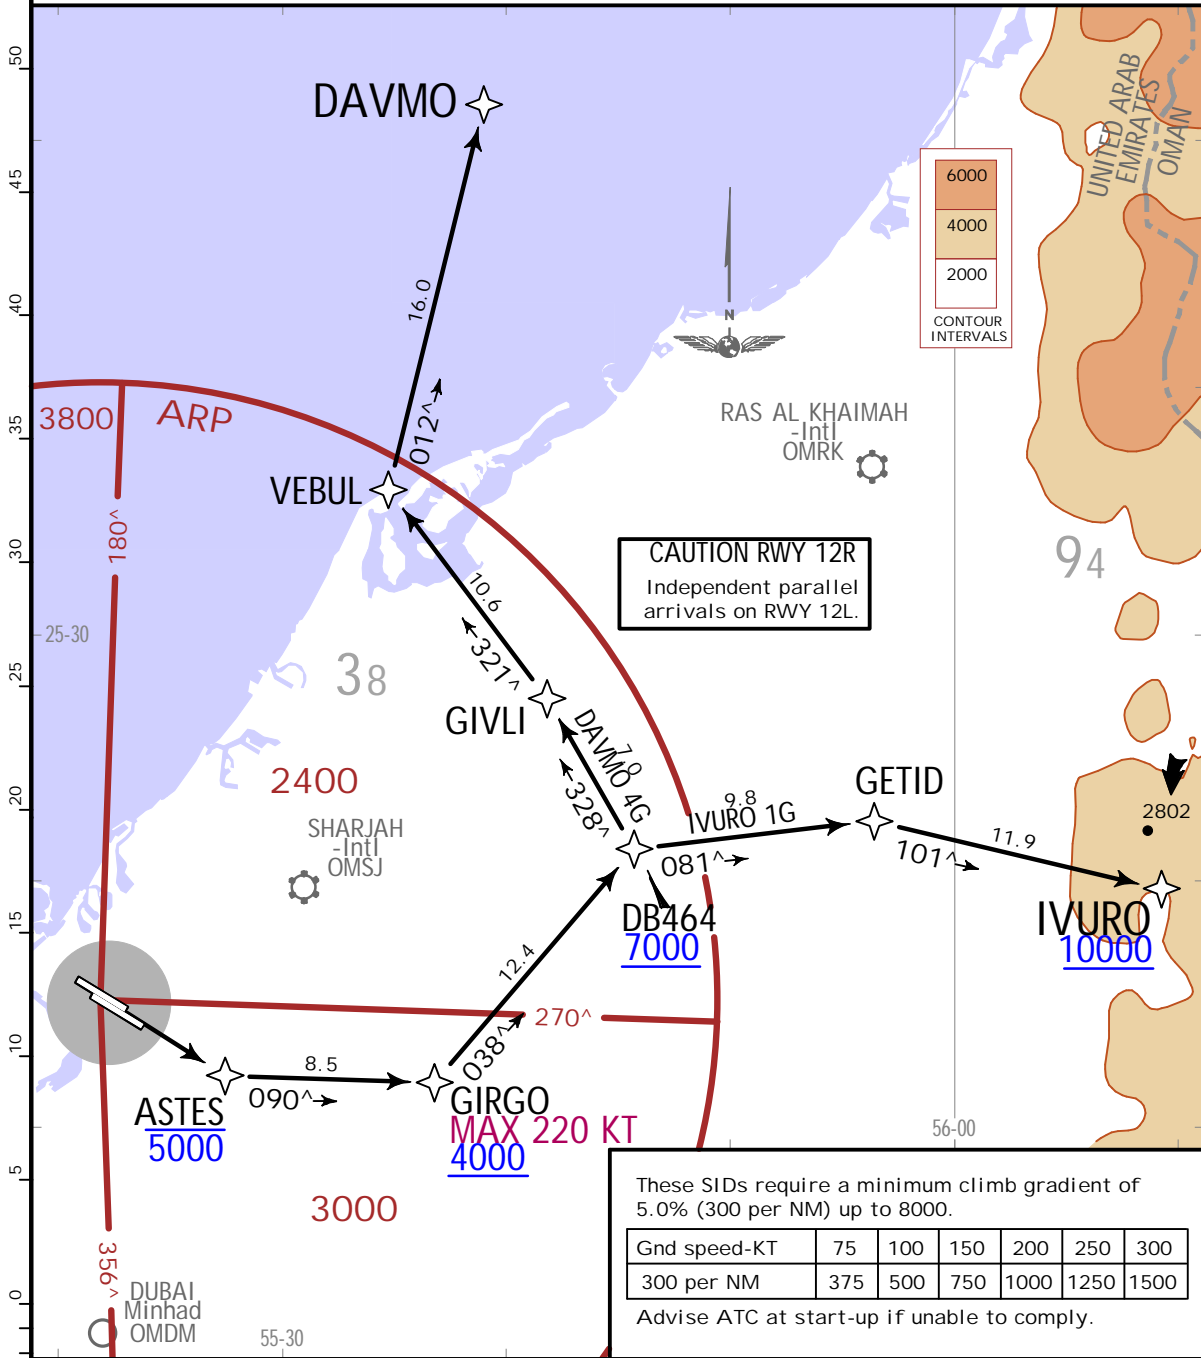 50
45
40
35
30
25
20
15
10
5
0
DAVMO
UNITED ARAB
EMIRATES
OMAN
6000
4000
2000
CONTOUR
INTERVALS
16.0
012^
N
3800
ARP
RAS AL KHAIMAH
-Intl
OMRK
VEBUL
180^
CAUTION RWY 12R
Independent parallel
arrivals on RWY 12L.
94
10.6
25-30
321^
38
GIVLI
DAVMO 4G
7.0
328^
2400
GETID
9.8
IVURO 1G
081^
101^
11.9
2802
SHARJAH
-Intl
OMSJ
DB464
7000
IVURO
10000
12.4
270^
038^
8.5
090^
ASTES
5000
GIRGO
MAX 220 KT
4000
56-00
3000
356^
DUBAI
Minhad
OMDM
55-30
These SIDs require a minimum climb gradient of
5.0% (300 per NM) up to 8000.
Gnd speed-KT 75 100 150 200 250 300
300 per NM 375 500 750 1000 1250 1500
Advise ATC at start-up if unable to comply.